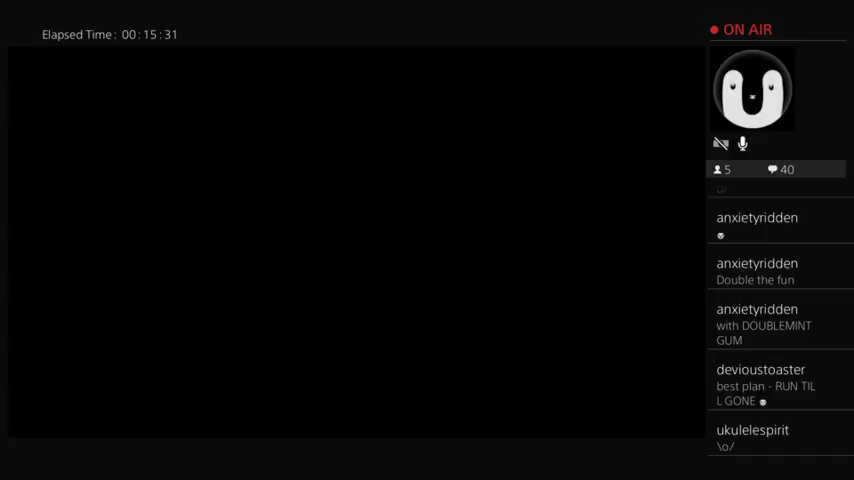 Elapsed Time: 00:15:31
ON AIR
5 40
anxietyridden
anxietyridden
Double the fun
anxietyridden
with DOUBLEMINT
GUM
devioustoaster
best plan - RUN TIL
L GONE
ukulelespirit
\o/